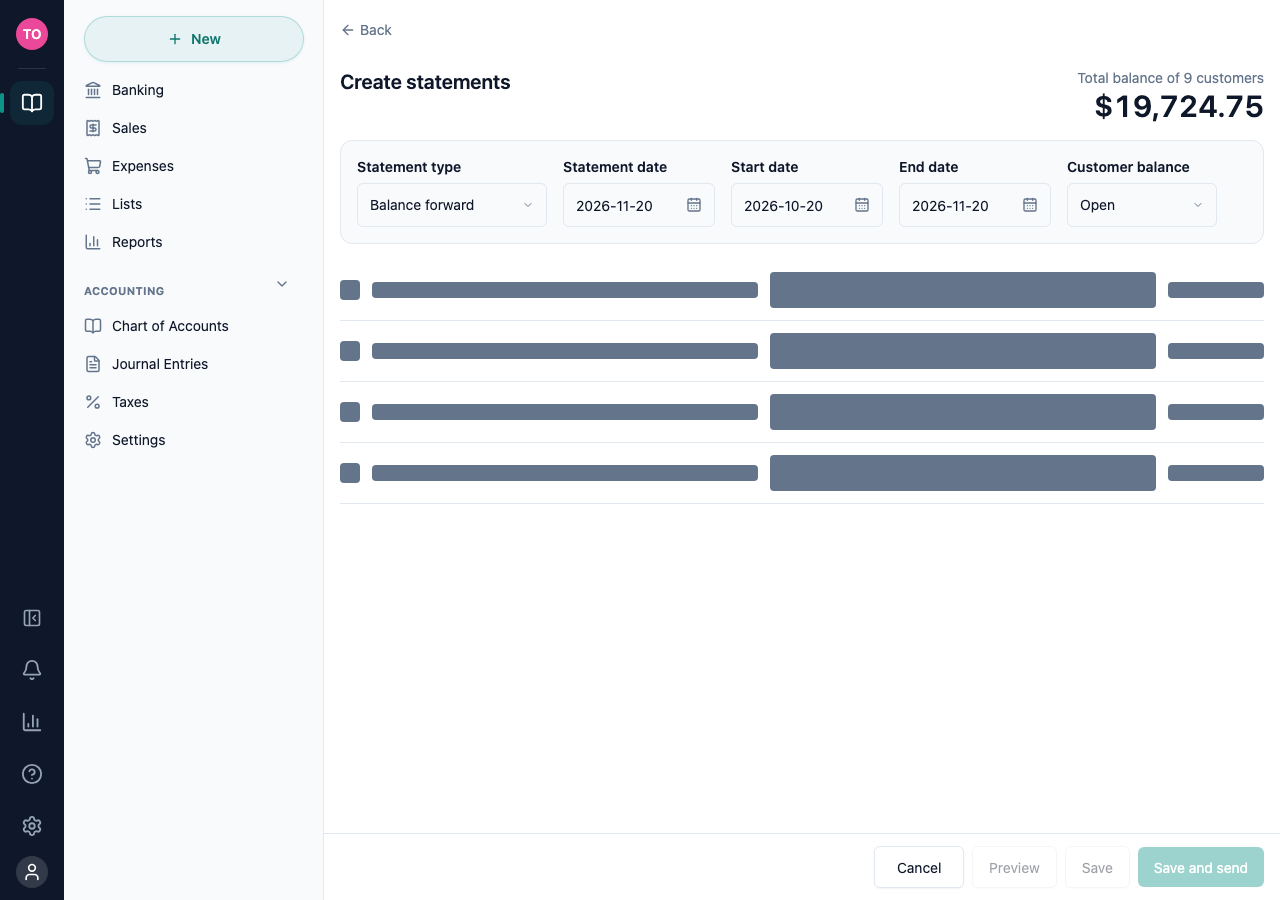 TO
New
Banking
Sales
Expenses
Lists
Reports
ACCOUNTING
Chart of Accounts
Journal Entries
Taxes
Settings
Back
Create statements
Total balance of 9 customers
$19,724.75
Statement type
Balance forward
Statement date
2026-11-20
Start date
2026-10-20
End date
2026-11-20
Customer balance
Open
Cancel
Preview
Save
Save and send